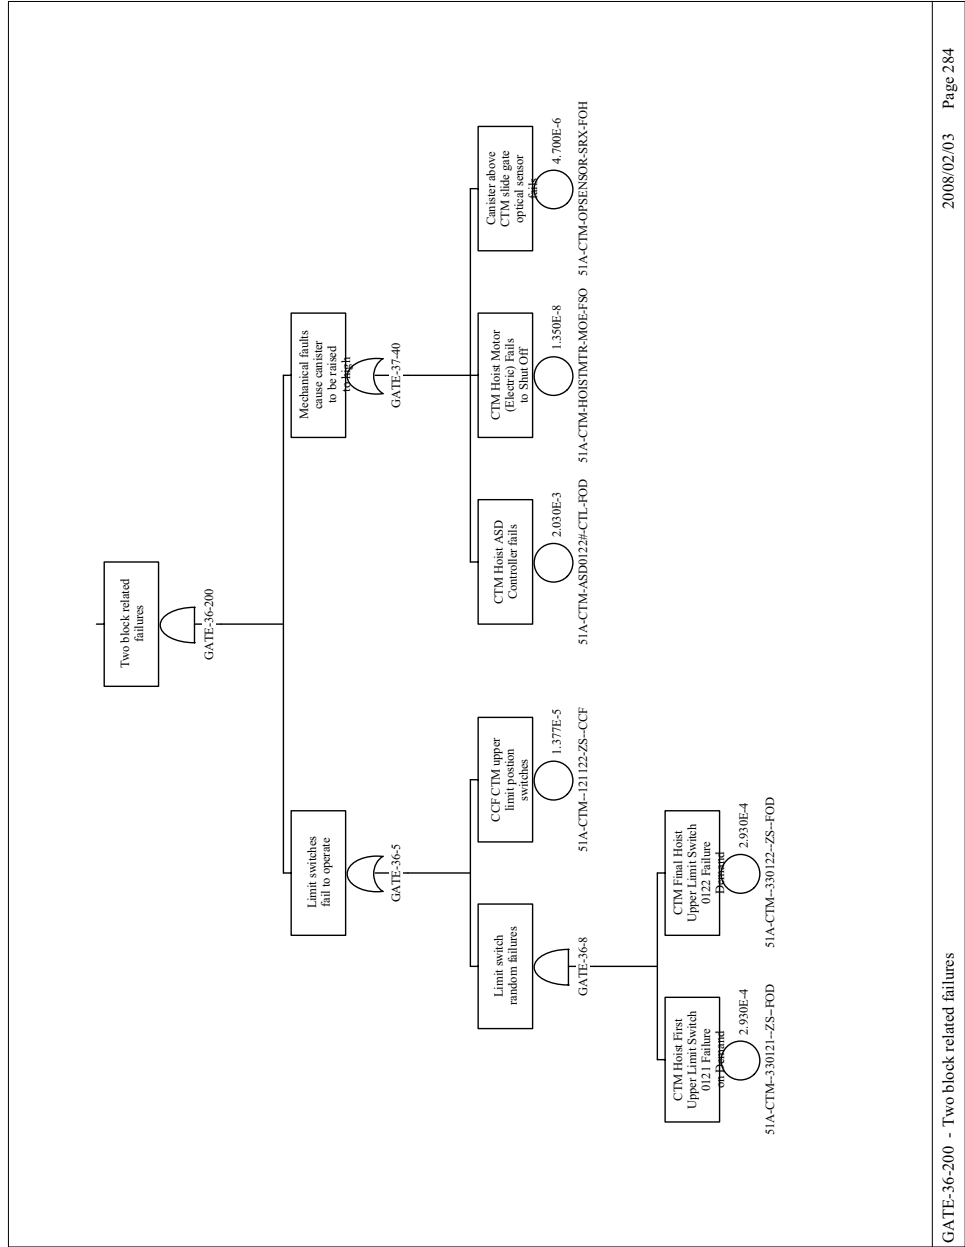 Two block related
failures
GATE-36-200
Limit switches
fail to operate
GATE-36-5
Mechanical faults
cause canister
to be raised
to high
GATE-37-40
Limit switch
random failures
GATE-36-8
CCF CTM upper
limit postion
switches
1.377E-5
51A-CTM--121122-ZS--CCF
CTM Hoist ASD
Controller fails
2.030E-3
51A-CTM-ASD0122#-CTL-FOD
CTM Hoist Motor
(Electric) Fails
to Shut Off
1.350E-8
51A-CTM-HOISTMTR-MOE-FSO
Canister above
CTM slide gate
optical sensor
fails
4.700E-6
51A-CTM-OPSENSOR-SRX-FOH
CTM Hoist First
Upper Limit Switch
0121 Failure
on Demand
2.930E-4
51A-CTM--330121--ZS--FOD
CTM Final Hoist
Upper Limit Switch
0122 Failure
Demand
2.930E-4
51A-CTM--330122--ZS--FOD
GATE-36-200 - Two block related failures
2008/02/03 Page 284